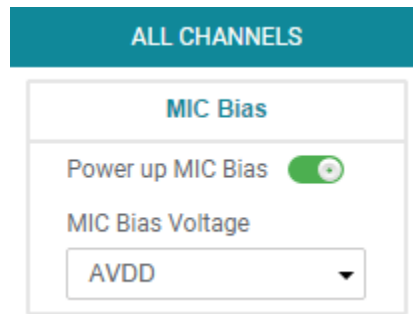 ALL CHANNELS
MIC Bias
Power up MIC Bias
MIC Bias Voltage
AVDD